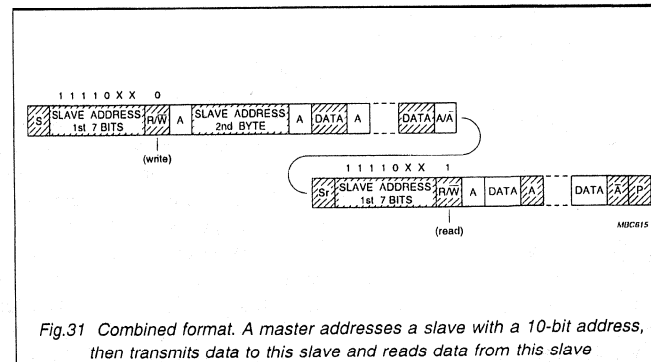 1 1 1 1 0 X X 0
S SLAVE ADDRESS 1st 7 BITS R/W̅ A SLAVE ADDRESS 2nd BYTE A DATA A DATA A/A̅
(write)
1 1 1 1 0 X X 1
Sr SLAVE ADDRESS 1st 7 BITS R/W̅ A DATA A DATA A̅ P
(read)
MBC615
Fig.31 Combined format. A master addresses a slave with a 10-bit address,
then transmits data to this slave and reads data from this slave